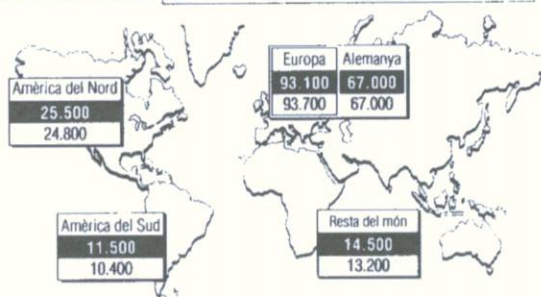 Europa Alemanya
93.100 67.000
93.700 67.000
Amèrica del Nord
25.500
24.800
Amèrica del Sud
11.500
10.400
Resta del món
14.500
13.200